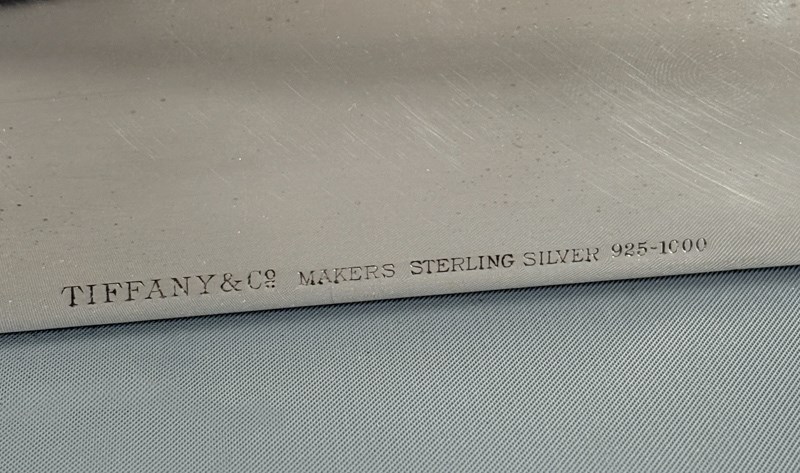 TIFFANY & Cº MAKERS STERLING SILVER 925-1000